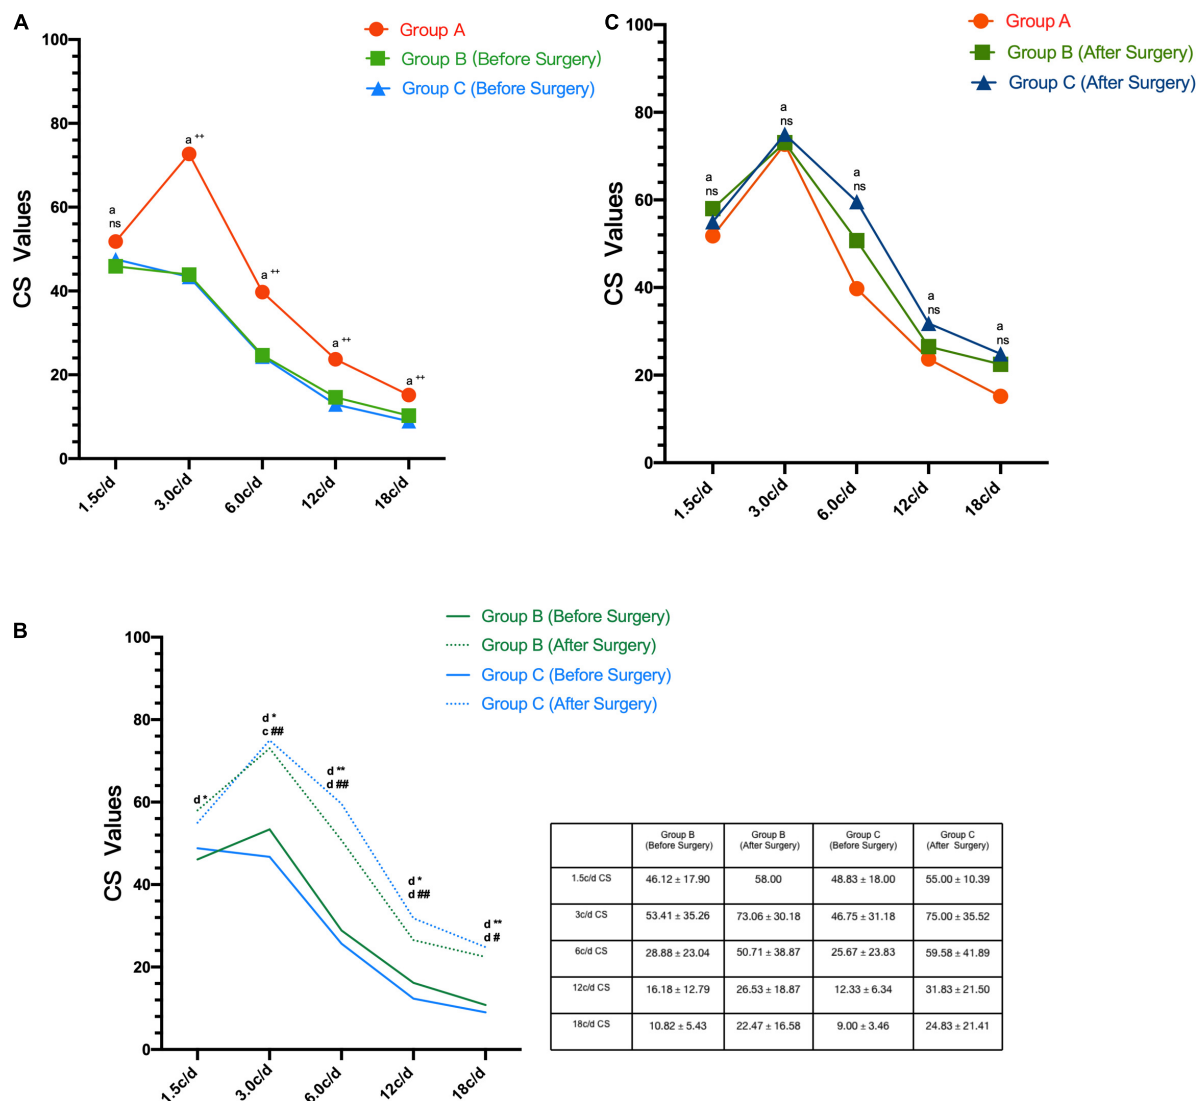 A
Group A
Group B (Before Surgery)
Group C (Before Surgery)
100
80
60
40
20
0
CS Values
a ++
a
ns
a ++
a ++
a ++
1.5c/d
3.0c/d
6.0c/d
12c/d
18c/d
C
Group A
Group B (After Surgery)
Group C (After Surgery)
100
80
60
40
20
0
CS Values
a
ns
a
ns
a
ns
a
ns
a
ns
1.5c/d
3.0c/d
6.0c/d
12c/d
18c/d
B
Group B (Before Surgery)
Group B (After Surgery)
Group C (Before Surgery)
Group C (After Surgery)
100
80
60
40
20
0
CS Values
d *
d *
c ##
d **
d ##
d *
d ##
d **
d #
1.5c/d
3.0c/d
6.0c/d
12c/d
18c/d
Group B Group B Group C Group C
(Before Surgery) (After Surgery) (Before Surgery) (After Surgery)
1.5c/d CS 46.12 ± 17.90 58.00 48.83 ± 18.00 55.00 ± 10.39
3c/d CS 53.41 ± 35.26 73.06 ± 30.18 46.75 ± 31.18 75.00 ± 35.52
6c/d CS 28.88 ± 23.04 50.71 ± 38.87 25.67 ± 23.83 59.58 ± 41.89
12c/d CS 16.18 ± 12.79 26.53 ± 18.87 12.33 ± 6.34 31.83 ± 21.50
18c/d CS 10.82 ± 5.43 22.47 ± 16.58 9.00 ± 3.46 24.83 ± 21.41